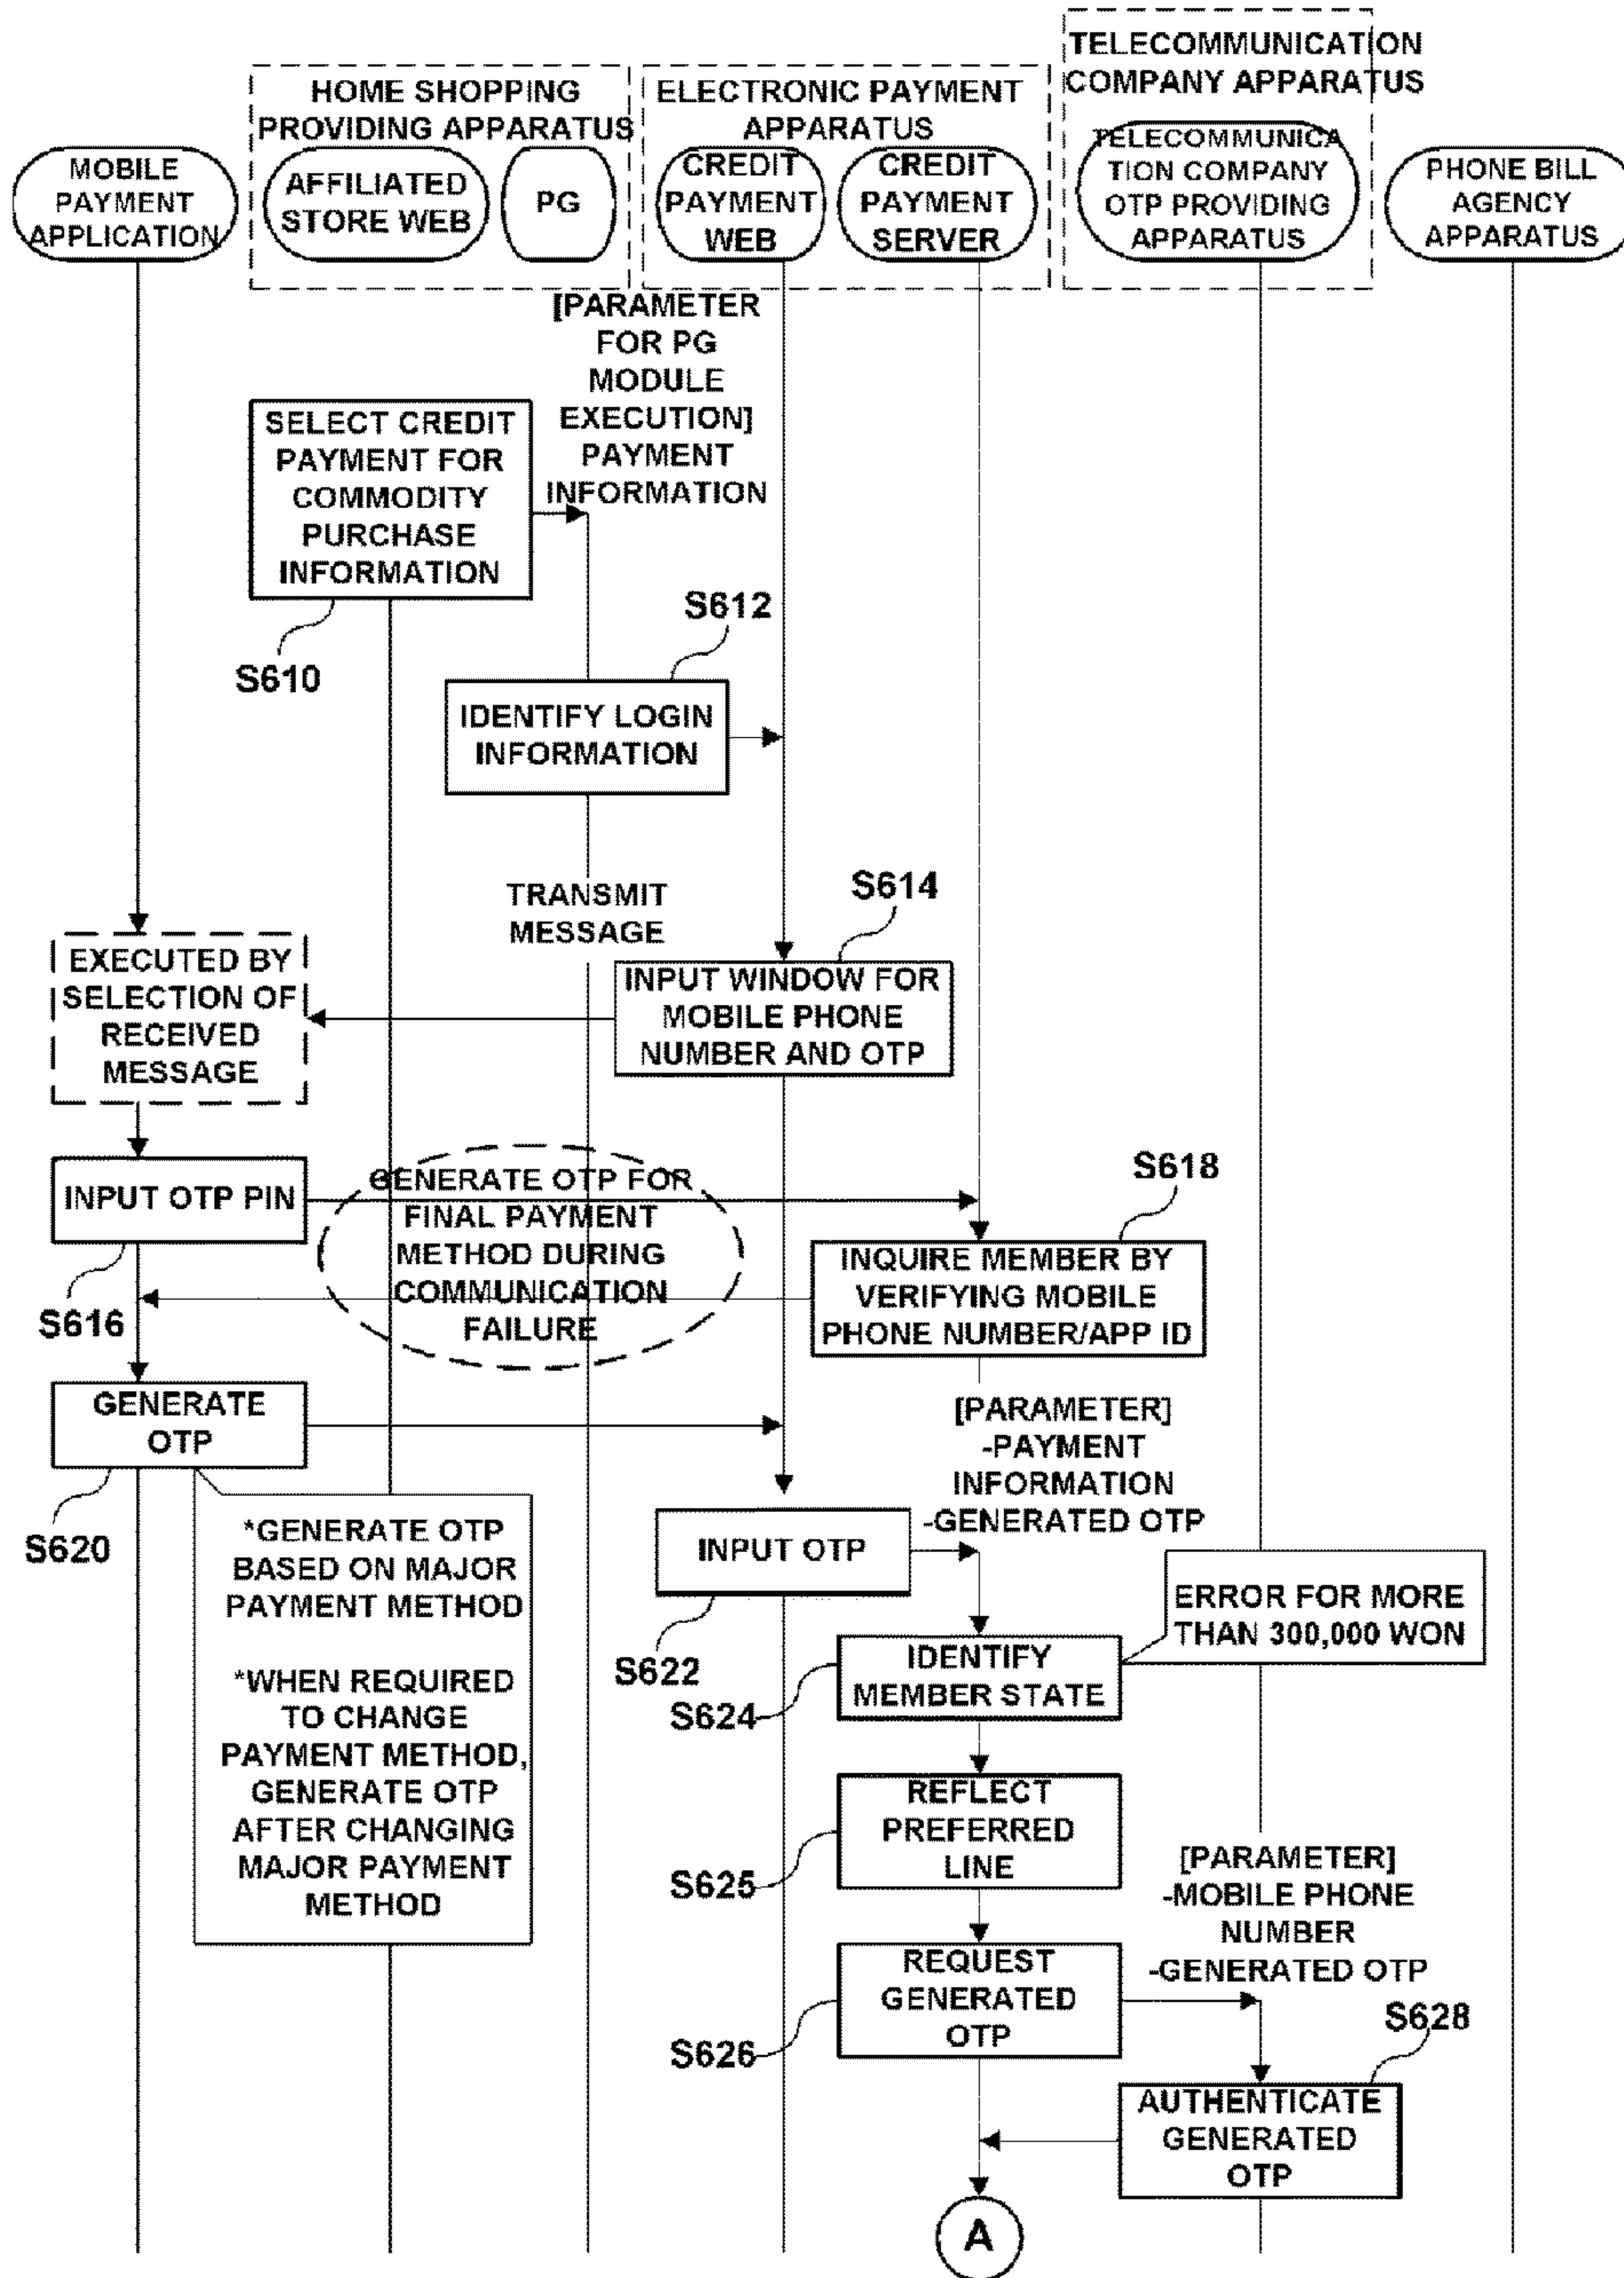 TELECOMMUNICATION
COMPANY APPARATUS
HOME SHOPPING
PROVIDING APPARATUS
ELECTRONIC PAYMENT
APPARATUS
MOBILE
PAYMENT
APPLICATION
AFFILIATED
STORE WEB
PG
CREDIT
PAYMENT
WEB
CREDIT
PAYMENT
SERVER
TELECOMMUNICA
TION COMPANY
OTP PROVIDING
APPARATUS
PHONE BILL
AGENCY
APPARATUS
[PARAMETER
FOR PG
MODULE
EXECUTION]
PAYMENT
INFORMATION
SELECT CREDIT
PAYMENT FOR
COMMODITY
PURCHASE
INFORMATION
S610
S612
IDENTIFY LOGIN
INFORMATION
TRANSMIT
MESSAGE
S614
INPUT WINDOW FOR
MOBILE PHONE
NUMBER AND OTP
EXECUTED BY
SELECTION OF
RECEIVED
MESSAGE
INPUT OTP PIN
S616
GENERATE OTP FOR
FINAL PAYMENT
METHOD DURING
COMMUNICATION
FAILURE
S618
INQUIRE MEMBER BY
VERIFYING MOBILE
PHONE NUMBER/APP ID
GENERATE
OTP
S620
*GENERATE OTP
BASED ON MAJOR
PAYMENT METHOD
*WHEN REQUIRED
TO CHANGE
PAYMENT METHOD,
GENERATE OTP
AFTER CHANGING
MAJOR PAYMENT
METHOD
[PARAMETER]
-PAYMENT
INFORMATION
-GENERATED OTP
INPUT OTP
S622
ERROR FOR MORE
THAN 300,000 WON
IDENTIFY
MEMBER STATE
S624
REFLECT
PREFERRED
LINE
S625
[PARAMETER]
-MOBILE PHONE
NUMBER
-GENERATED OTP
REQUEST
GENERATED
OTP
S626
S628
AUTHENTICATE
GENERATED
OTP
A